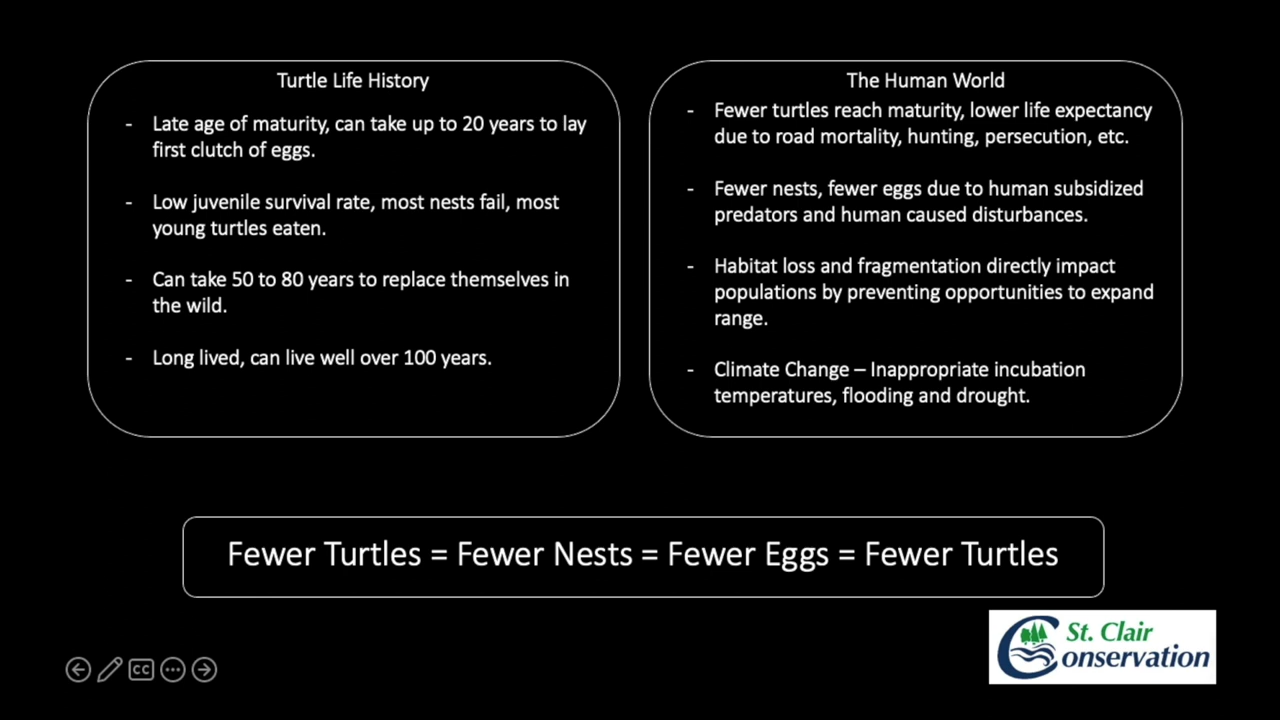 Turtle Life History
- Late age of maturity, can take up to 20 years to lay
first clutch of eggs.
- Low juvenile survival rate, most nests fail, most
young turtles eaten.
- Can take 50 to 80 years to replace themselves in
the wild.
- Long lived, can live well over 100 years.
The Human World
- Fewer turtles reach maturity, lower life expectancy
due to road mortality, hunting, persecution, etc.
- Fewer nests, fewer eggs due to human subsidized
predators and human caused disturbances.
- Habitat loss and fragmentation directly impact
populations by preventing opportunities to expand
range.
- Climate Change – Inappropriate incubation
temperatures, flooding and drought.
Fewer Turtles = Fewer Nests = Fewer Eggs = Fewer Turtles
St. Clair
Conservation
CC